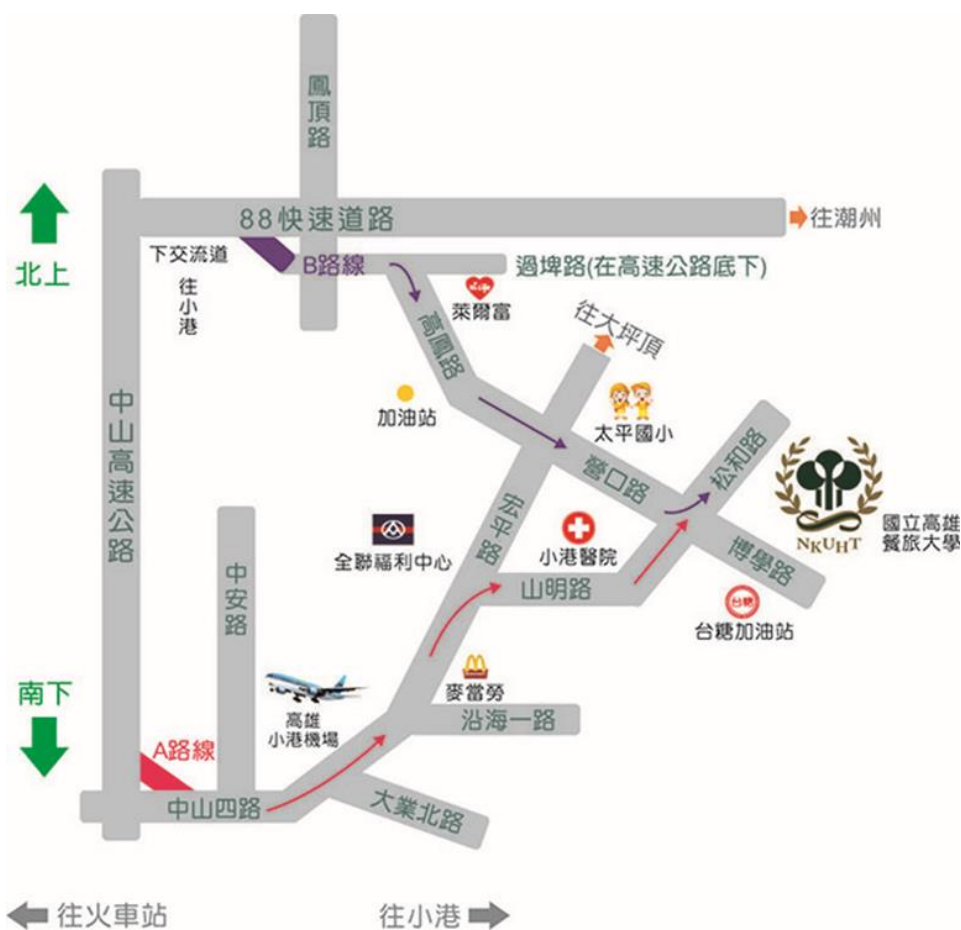 鳳頂路
88快速道路
往潮州
北上
下交流道
往小港
B路線
過埤路(在高速公路底下)
萊爾富
高鳳路
往大坪頂
加油站
太平國小
中山高速公路
營口路
松和路
NKUHT
國立高雄
餐旅大學
全聯福利中心
宏平路
小港醫院
山明路
博學路
台糖
台糖加油站
中安路
南下
A路線
高雄
小港機場
麥當勞
沿海一路
中山四路
大業北路
往火車站
往小港